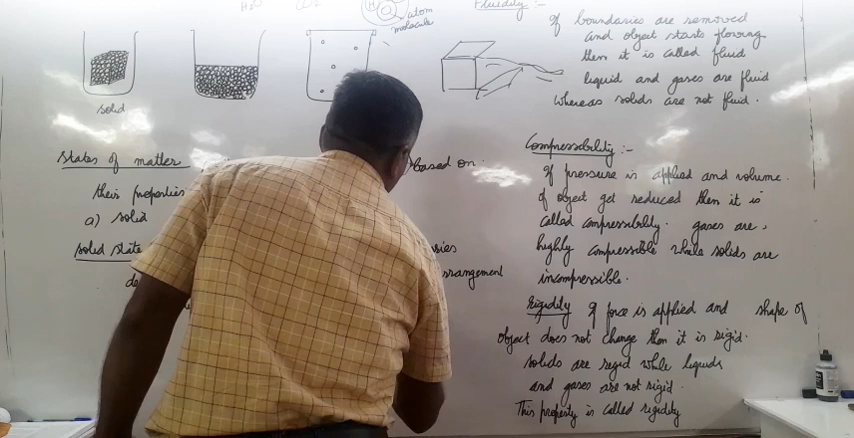 H
atom
molecule
solid
States of matter
based on
their properties
a) solid
solid state
arrangement
Fluidity :-
If boundaries are removed
and object starts flowing
then it is called fluid
liquid and gases are fluid
whereas solids are not fluid.
Compressibility :-
If pressure is applied and volume.
of object get reduced then it is
called compressibility. gases are,
highly compressible while solids are
incompressible.
Rigidity If force is applied and shape of
object does not change then it is rigid.
solids are rigid while liquids
and gases are not rigid.
This property is called rigidity